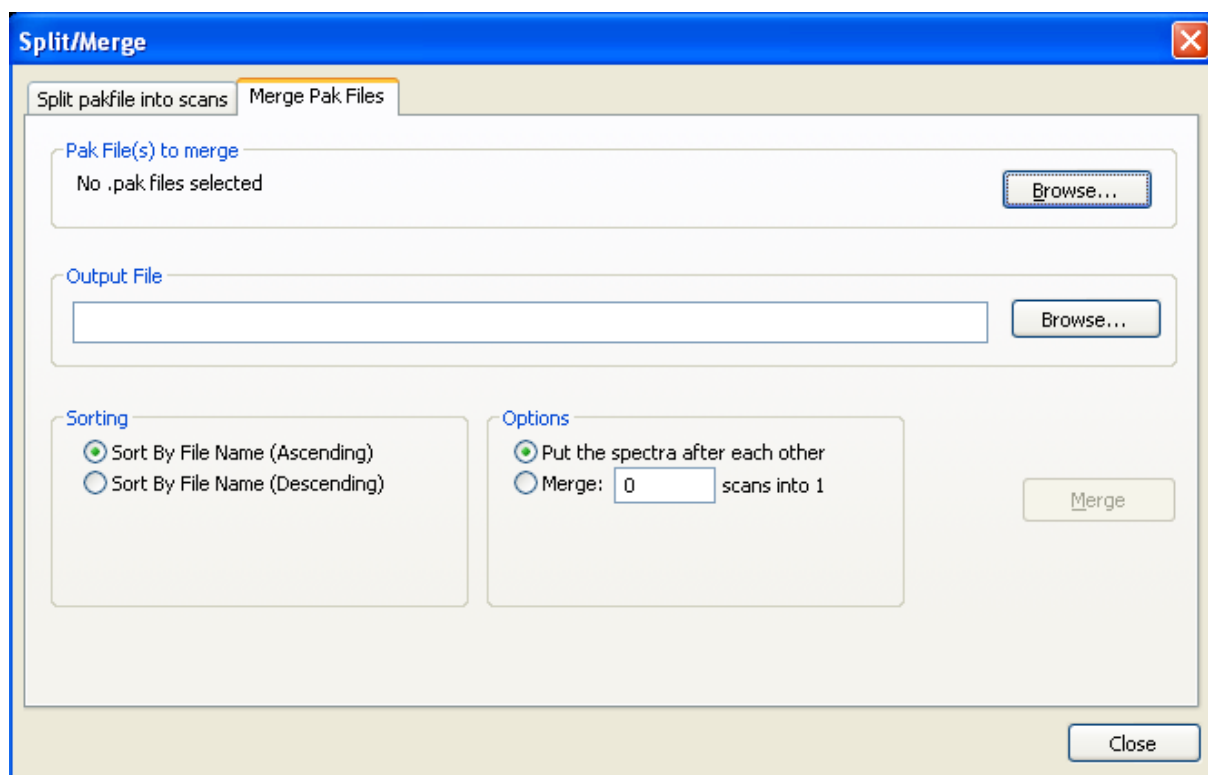 Split/Merge
Split pakfile into scans
Merge Pak Files
Pak File(s) to merge
No .pak files selected
Browse...
Output File
Browse...
Sorting
Sort By File Name (Ascending)
Sort By File Name (Descending)
Options
Put the spectra after each other
Merge: 0 scans into 1
Merge
Close